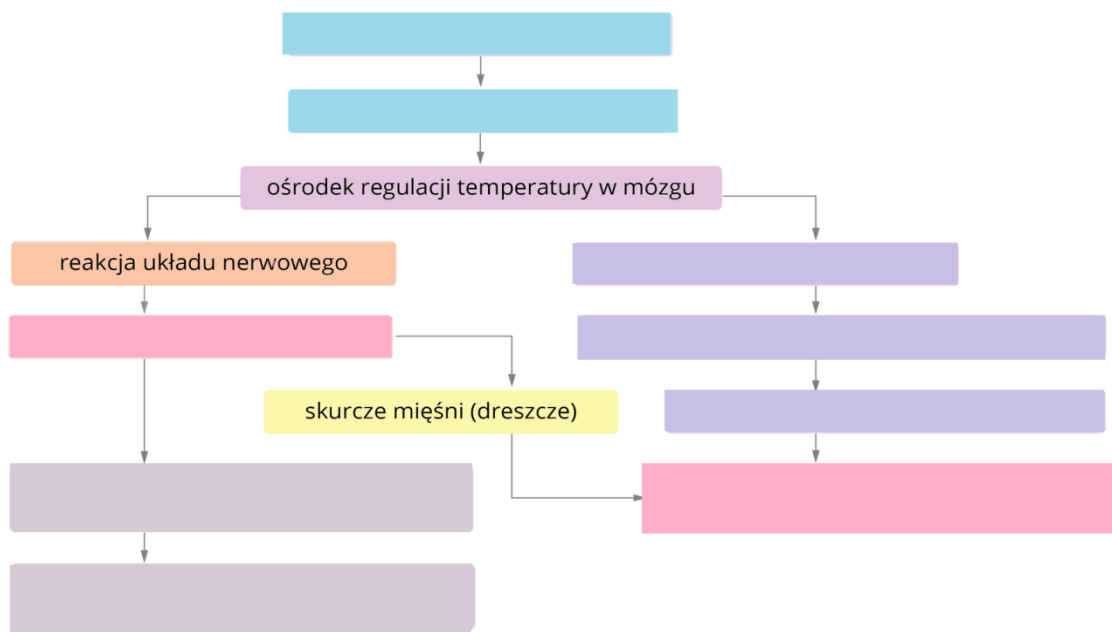 ośrodek regulacji temperatury w mózgu
reakcja układu nerwowego
skurcze mięśni (dreszcze)